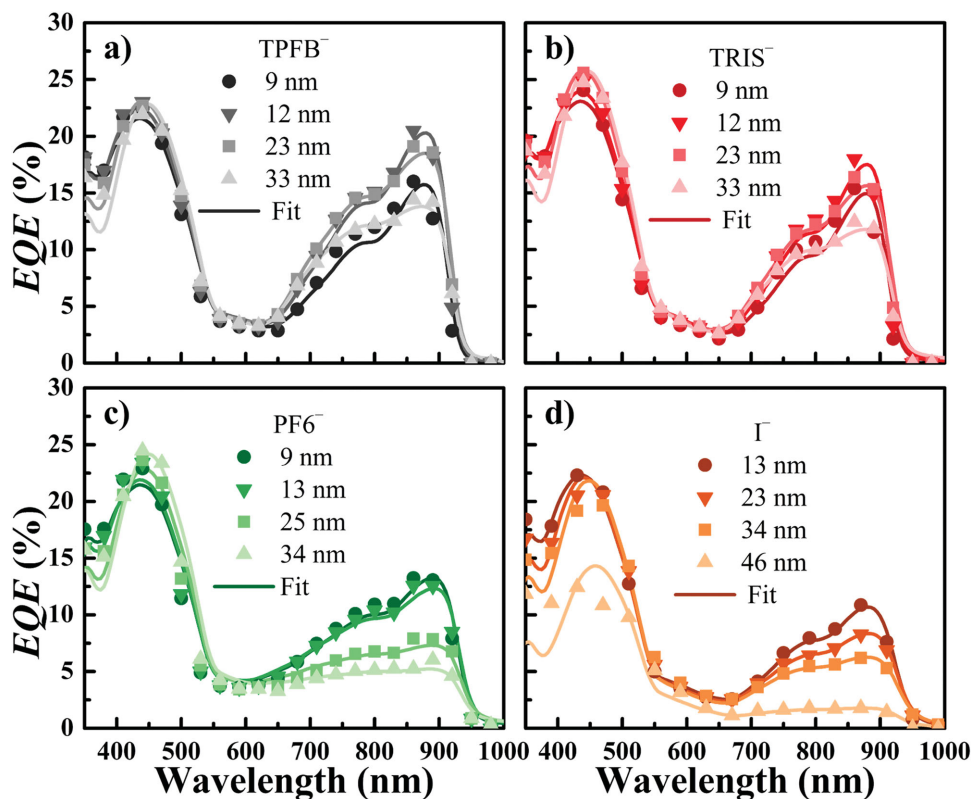 30
25
20
15
10
5
0
EQE (%)
a)
TPFB⁻
9 nm
12 nm
23 nm
33 nm
Fit
b)
TRIS⁻
9 nm
12 nm
23 nm
33 nm
Fit
30
25
20
15
10
5
0
EQE (%)
c)
PF6⁻
9 nm
13 nm
25 nm
34 nm
Fit
d)
I⁻
13 nm
23 nm
34 nm
46 nm
Fit
400 500 600 700 800 900 1000
Wavelength (nm)
400 500 600 700 800 900 1000
Wavelength (nm)